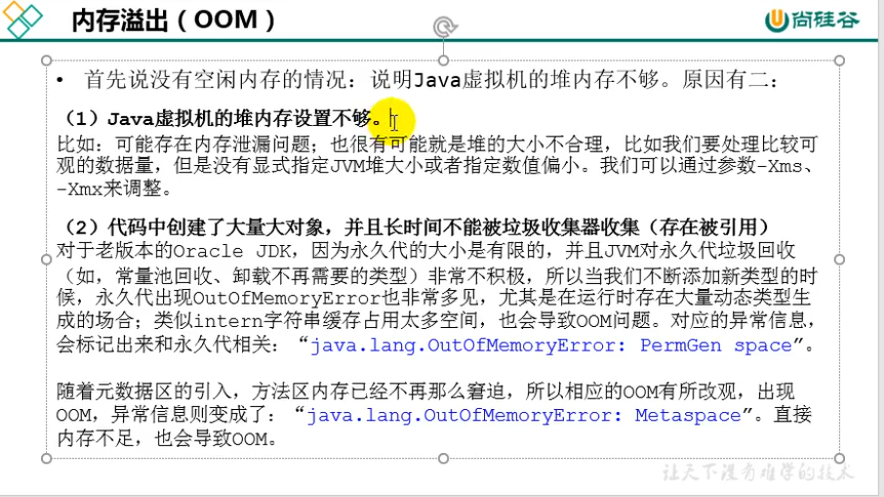 内存溢出（OOM）
尚硅谷
• 首先说没有空闲内存的情况：说明Java虚拟机的堆内存不够。原因有二：
（1）Java虚拟机的堆内存设置不够。
比如：可能存在内存泄漏问题；也很有可能就是堆的大小不合理，比如我们要处理比较可
观的数据量，但是没有显式指定JVM堆大小或者指定数值偏小。我们可以通过参数-Xms、
-Xmx来调整。
（2）代码中创建了大量大对象，并且长时间不能被垃圾收集器收集（存在被引用）
对于老版本的Oracle JDK，因为永久代的大小是有限的，并且JVM对永久代垃圾回收
（如，常量池回收、卸载不再需要的类型）非常不积极，所以当我们不断添加新类型的时
候，永久代出现OutOfMemoryError也非常多见，尤其是在运行时存在大量动态类型生
成的场合；类似intern字符串缓存占用太多空间，也会导致OOM问题。对应的异常信息，
会标记出来和永久代相关：“java.lang.OutOfMemoryError: PermGen space”。
随着元数据区的引入，方法区内存已经不再那么窘迫，所以相应的OOM有所改观，出现
OOM，异常信息则变成了：“java.lang.OutOfMemoryError: Metaspace”。直接
内存不足，也会导致OOM。
让天下没有难学的技术